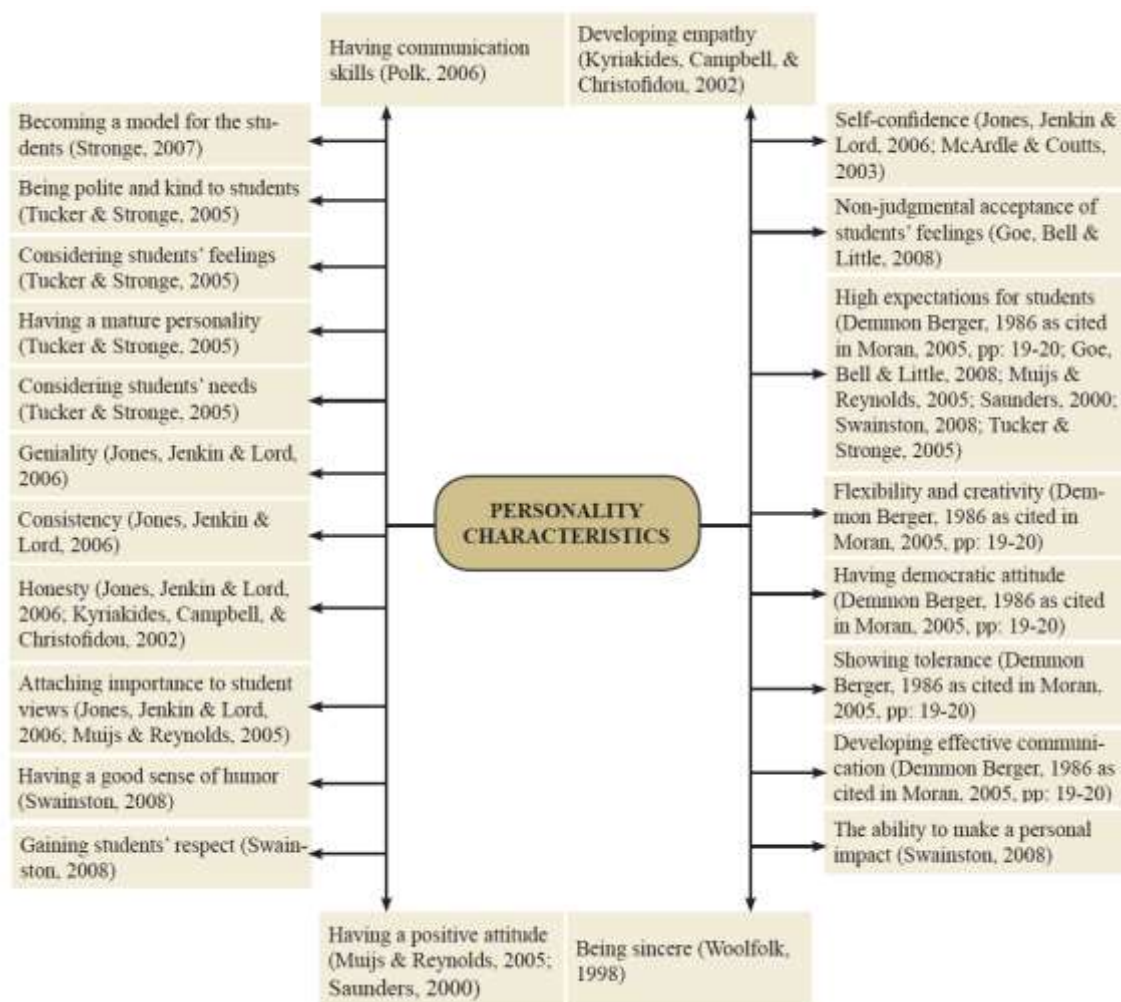 Having communication
skills (Polk, 2006)
Developing empathy
(Kyriakides, Campbell, &
Christofidou, 2002)
Becoming a model for the stu-
dents (Stronge, 2007)
Being polite and kind to students
(Tucker & Stronge, 2005)
Considering students' feelings
(Tucker & Stronge, 2005)
Having a mature personality
(Tucker & Stronge, 2005)
Considering students' needs
(Tucker & Stronge, 2005)
Geniality (Jones, Jenkin & Lord,
2006)
Consistency (Jones, Jenkin &
Lord, 2006)
Honesty (Jones, Jenkin & Lord,
2006; Kyriakides, Campbell, &
Christofidou, 2002)
Attaching importance to student
views (Jones, Jenkin & Lord,
2006; Muijs & Reynolds, 2005)
Having a good sense of humor
(Swainston, 2008)
Gaining students' respect (Swain-
ston, 2008)
PERSONALITY
CHARACTERISTICS
Self-confidence (Jones, Jenkin &
Lord, 2006; McArdle & Coutts,
2003)
Non-judgmental acceptance of
students' feelings (Goe, Bell &
Little, 2008)
High expectations for students
(Demmon Berger, 1986 as cited
in Moran, 2005, pp: 19-20; Goe,
Bell & Little, 2008; Muijs &
Reynolds, 2005; Saunders, 2000;
Swainston, 2008; Tucker &
Stronge, 2005)
Flexibility and creativity (Dem-
mon Berger, 1986 as cited in
Moran, 2005, pp: 19-20)
Having democratic attitude
(Demmon Berger, 1986 as cited
in Moran, 2005, pp: 19-20)
Showing tolerance (Demmon
Berger, 1986 as cited in Moran,
2005, pp: 19-20)
Developing effective communi-
cation (Demmon Berger, 1986 as
cited in Moran, 2005, pp: 19-20)
The ability to make a personal
impact (Swainston, 2008)
Having a positive attitude
(Muijs & Reynolds, 2005;
Saunders, 2000)
Being sincere (Woolfolk,
1998)